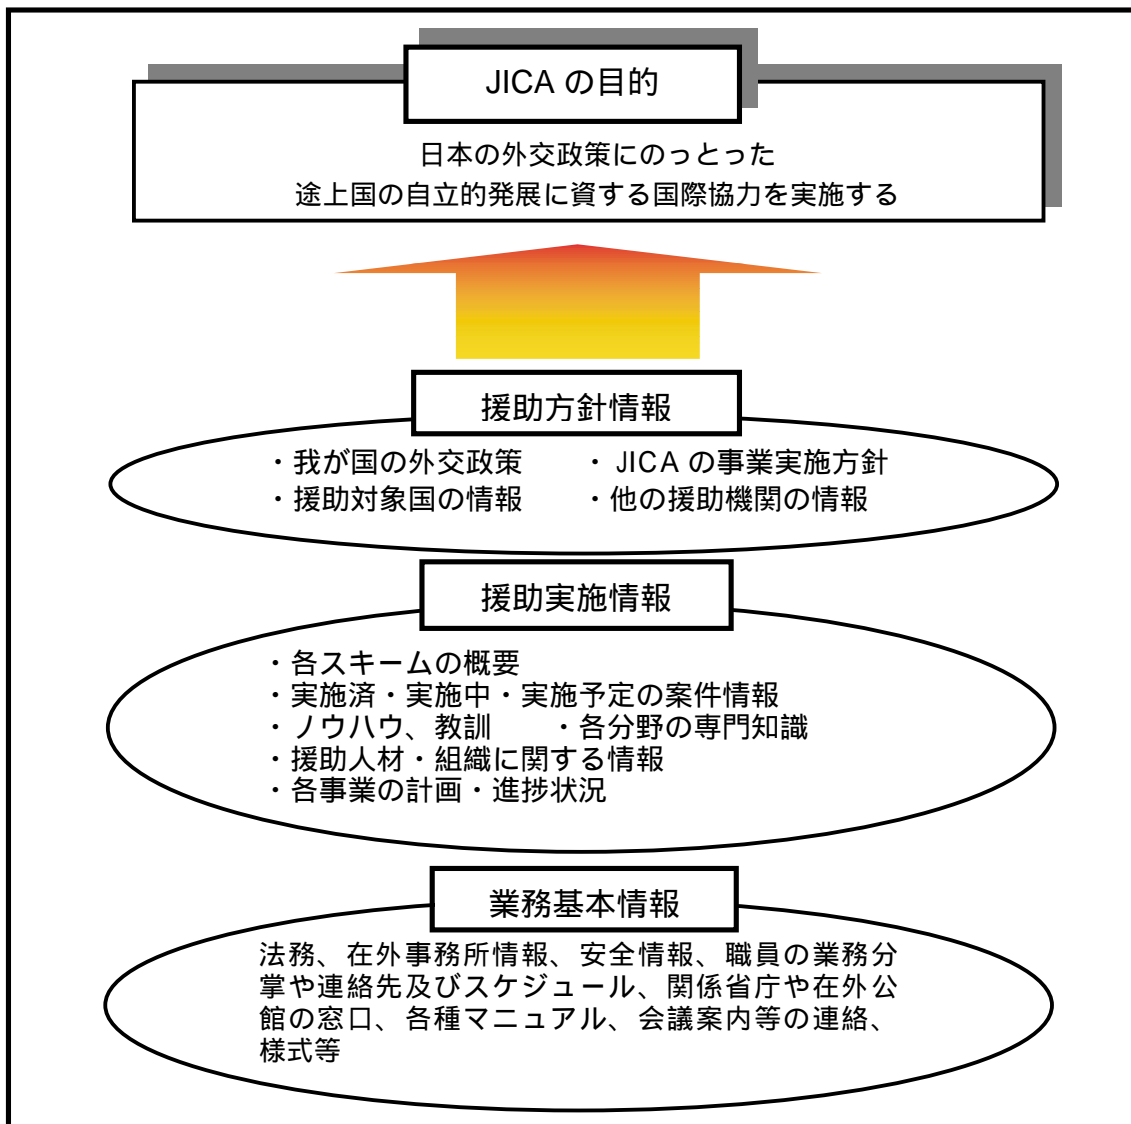 JICA の目的
日本の外交政策にのっとった
途上国の自立的発展に資する国際協力を実施する
援助方針情報
・我が国の外交政策　　・JICA の事業実施方針
・援助対象国の情報　　・他の援助機関の情報
援助実施情報
・各スキームの概要
・実施済・実施中・実施予定の案件情報
・ノウハウ、教訓　　・各分野の専門知識
・援助人材・組織に関する情報
・各事業の計画・進捗状況
業務基本情報
法務、在外事務所情報、安全情報、職員の業務分
掌や連絡先及びスケジュール、関係省庁や在外公
館の窓口、各種マニュアル、会議案内等の連絡、
様式等